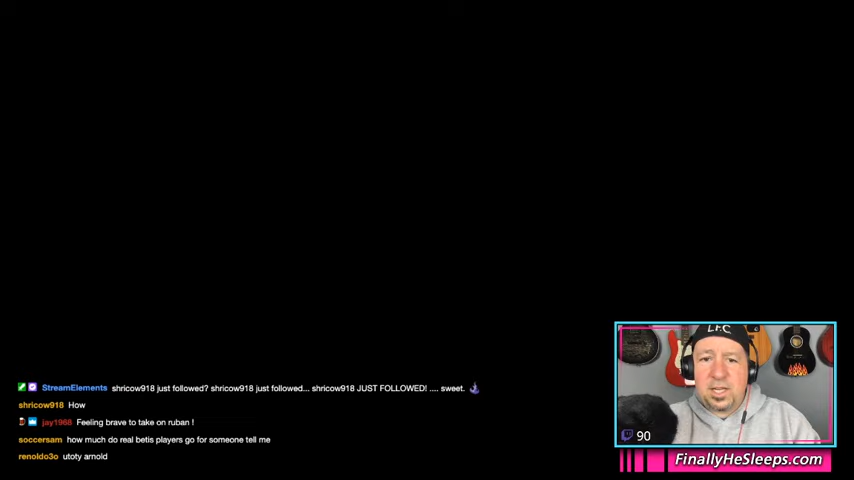 StreamElements shricow918 just followed? shricow918 just followed... shricow918 JUST FOLLOWED! .... sweet.
shricow918 How
jay1968 Feeling brave to take on ruban !
soccersam how much do real betis players go for someone tell me
renoldo3o utoty arnold
LFC
90
FinallyHeSleeps.com